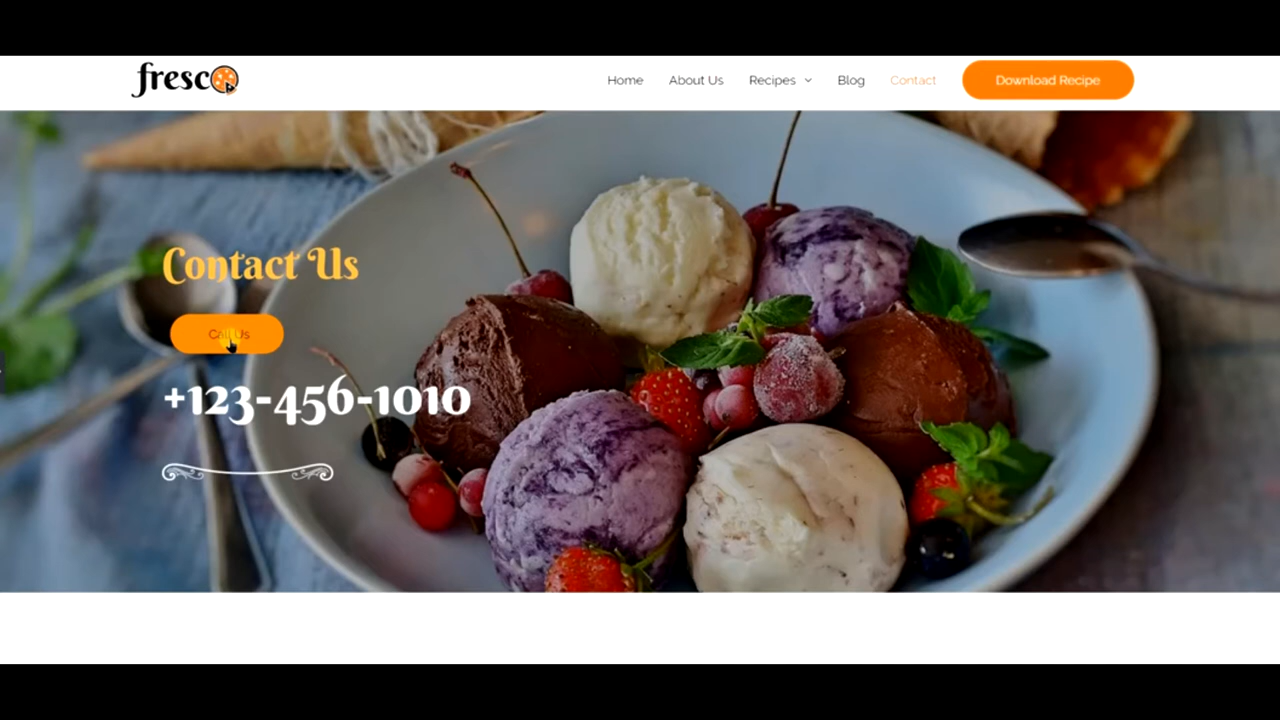 fresco
Home About Us Recipes Blog Contact Download Recipe
Contact Us
Call Us
+123-456-1010